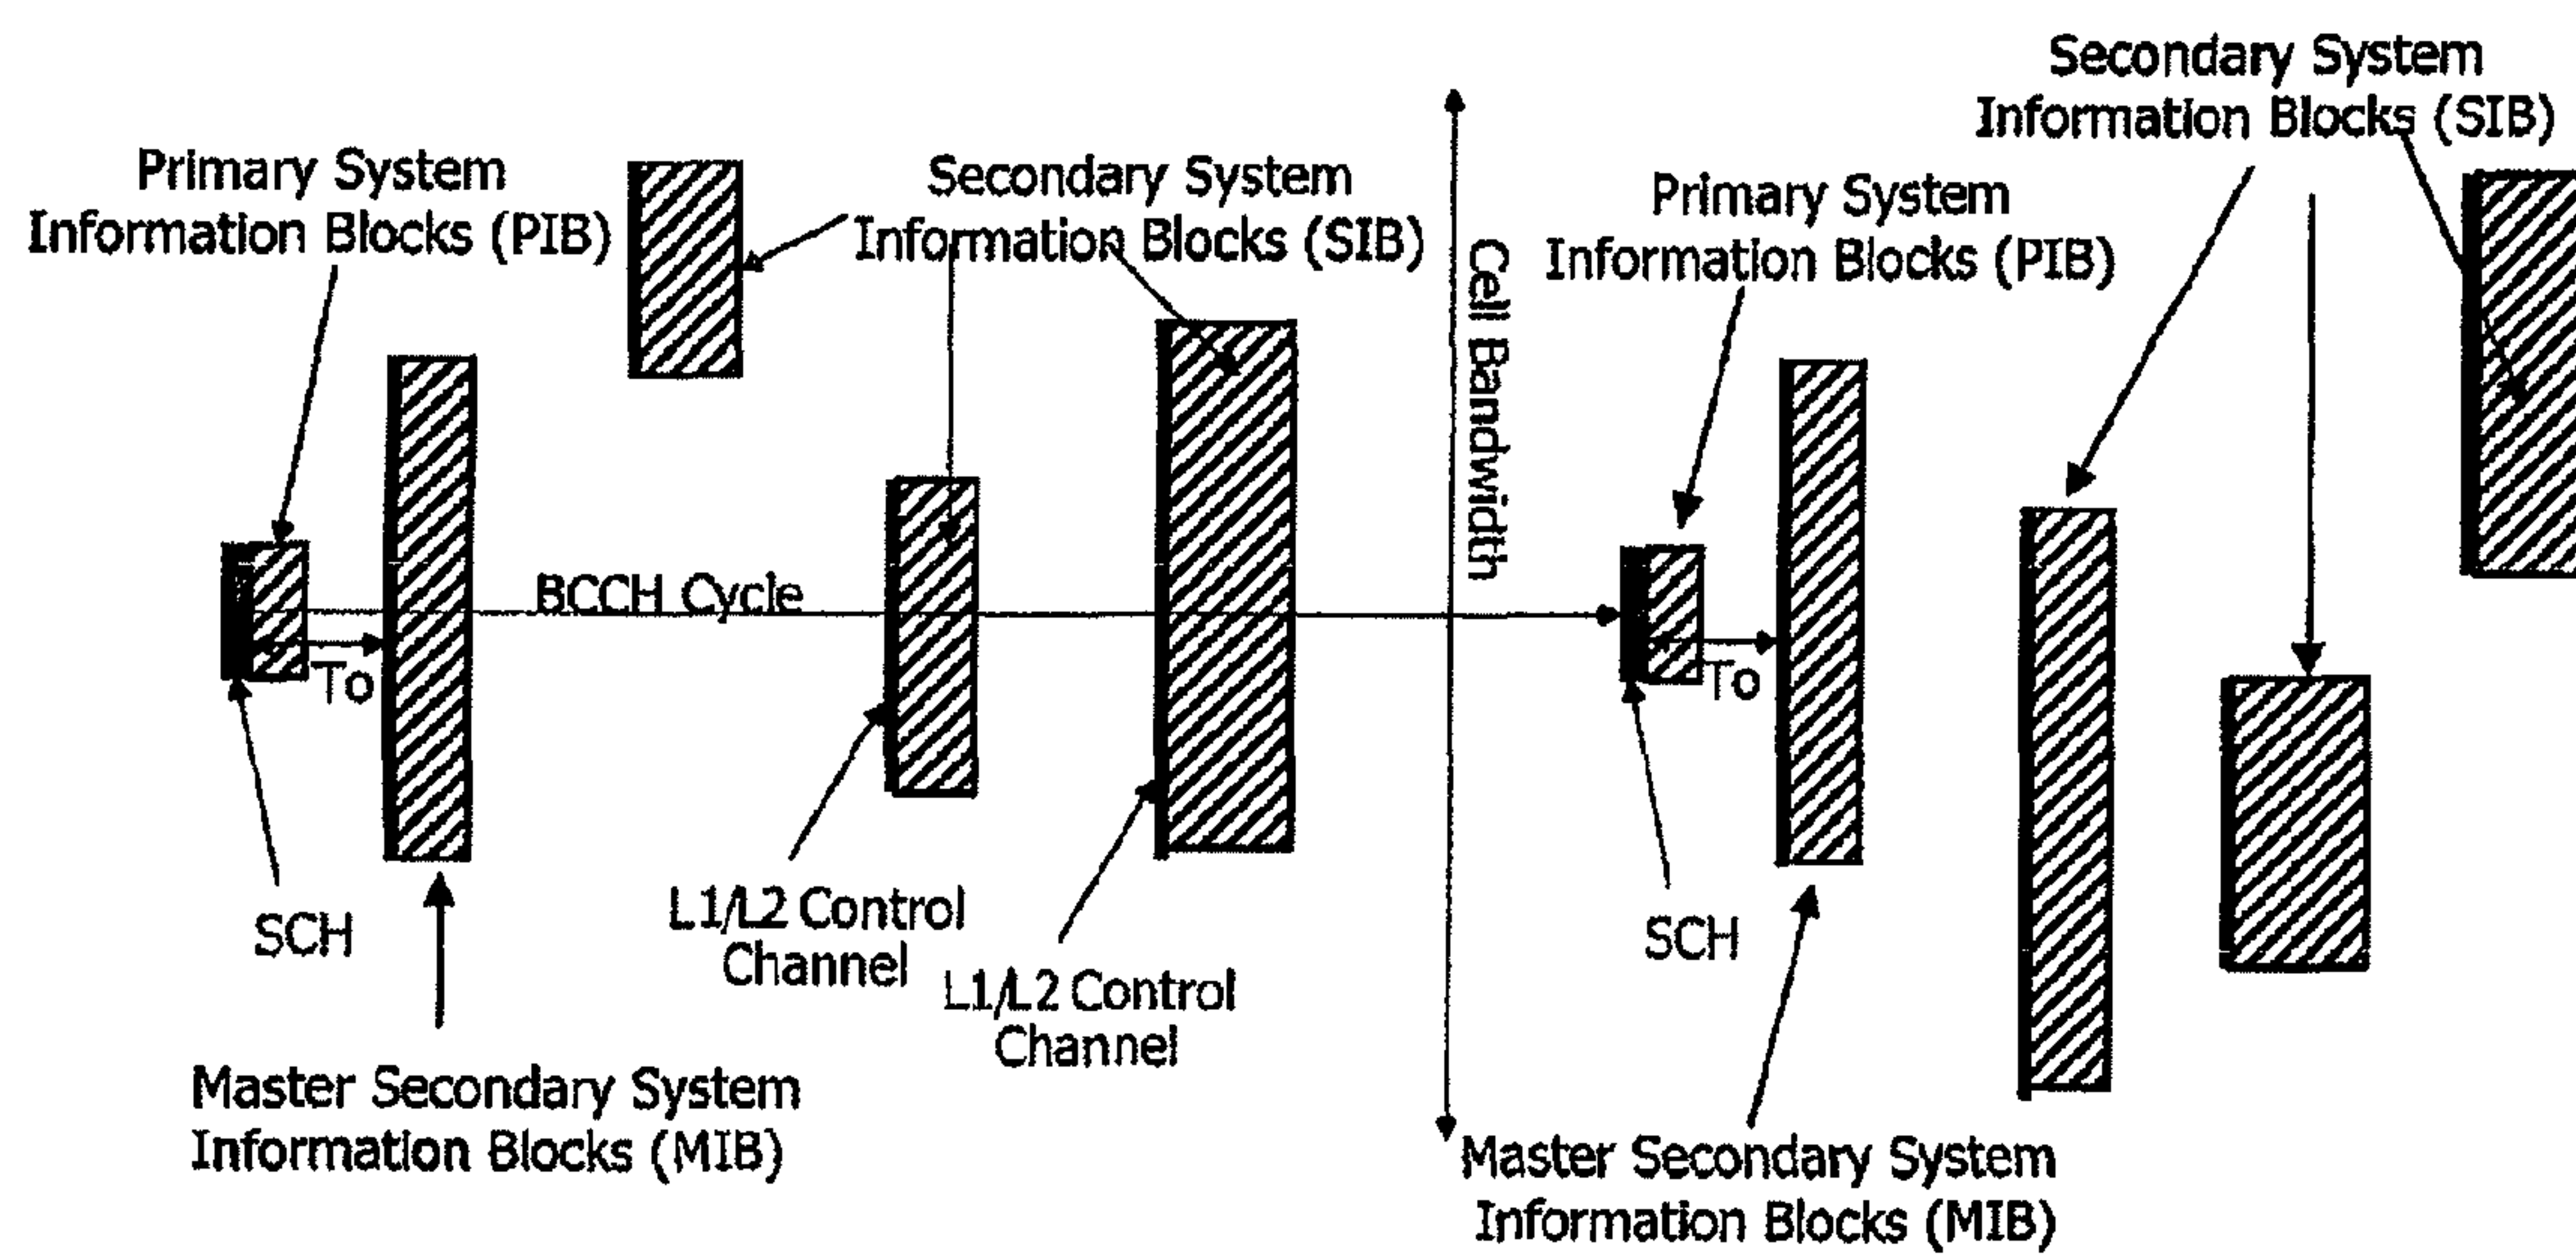 Secondary System
Information Blocks (SIB)
Primary System
Information Blocks (PIB)
Secondary System
Information Blocks (SIB)
Primary System
Information Blocks (PIB)
Cell Bandwidth
BCCH Cycle
To
To
SCH
L1/L2 Control
Channel
L1/L2 Control
Channel
SCH
Master Secondary System
Information Blocks (MIB)
Master Secondary System
Information Blocks (MIB)